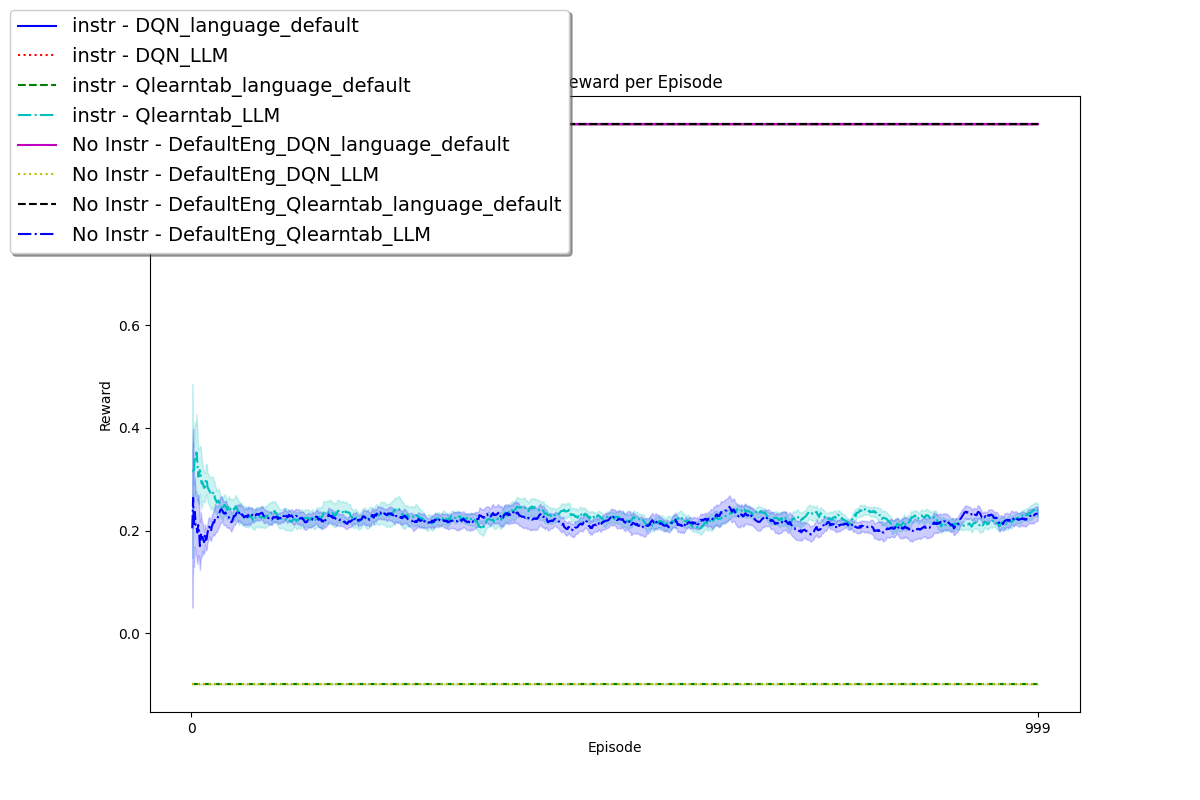 instr - DQN_language_default
instr - DQN_LLM
instr - Qlearntab_language_default
instr - Qlearntab_LLM
No Instr - DefaultEng_DQN_language_default
No Instr - DefaultEng_DQN_LLM
No Instr - DefaultEng_Qlearntab_language_default
No Instr - DefaultEng_Qlearntab_LLM
eward per Episode
0.6
0.4
0.2
0.0
Reward
0
999
Episode